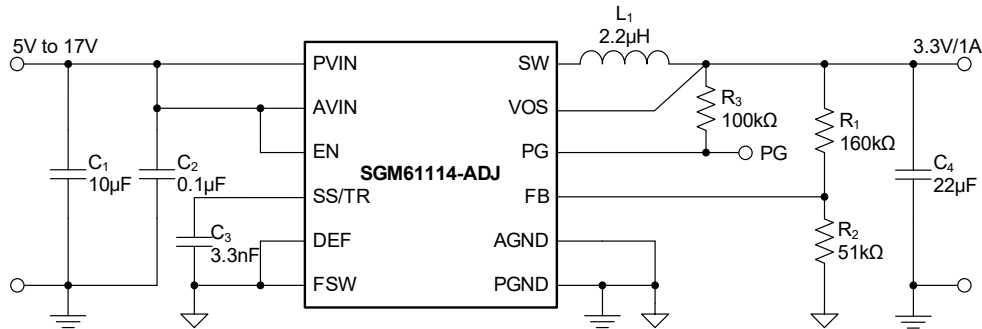 5V to 17V
L₁
2.2μH
3.3V/1A
PVIN
SW
AVIN
VOS
R₃
100kΩ
R₁
160kΩ
EN
PG
PG
C₁
10μF
C₂
0.1μF
SGM61114-ADJ
C₄
22μF
SS/TR
FB
C₃
3.3nF
DEF
AGND
R₂
51kΩ
FSW
PGND